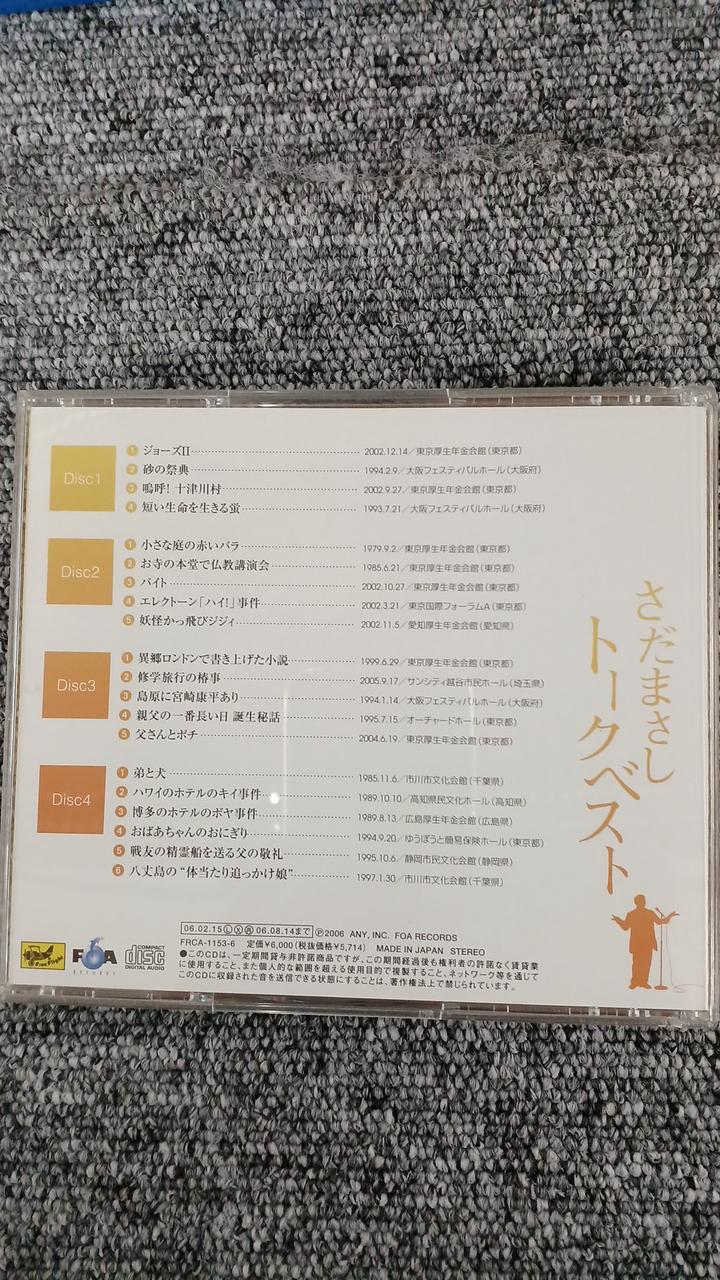 Disc1
1 ジョーズII…………2002.12.14／東京厚生年金会館（東京都）
2 砂の祭典…………1994.2.9／大阪フェスティバルホール（大阪府）
3 嗚呼！十津川村…………2002.9.27／東京厚生年金会館（東京都）
4 短い生命を生きる蛍…………1993.7.21／大阪フェスティバルホール（大阪府）
Disc2
1 小さな庭の赤いバラ…………1979.9.2／東京厚生年金会館（東京都）
2 お寺の本堂で仏教講演会…………1985.6.21／東京厚生年金会館（東京都）
3 バイト…………2002.10.27／東京厚生年金会館（東京都）
4 エレクトーン「ハイ！」事件…………2002.3.21／東京国際フォーラムA（東京都）
5 妖怪かっ飛びジジィ…………2002.11.5／愛知厚生年金会館（愛知県）
Disc3
1 異郷ロンドンで書き上げた小説…………1999.6.29／東京厚生年金会館（東京都）
2 修学旅行の椿事…………2005.9.17／サンシティ越谷市民ホール（埼玉県）
3 島原に宮崎康平あり…………1994.1.14／大阪フェスティバルホール（大阪府）
4 親父の一番長い日 誕生秘話…………1995.7.15／オーチャードホール（東京都）
5 父さんとポチ…………2004.6.19／東京厚生年金会館（東京都）
Disc4
1 弟と犬…………1985.11.6／市川市文化会館（千葉県）
2 ハワイのホテルのキイ事件…………1989.10.10／高知県民文化ホール（高知県）
3 博多のホテルのボヤ事件…………1989.8.13／広島厚生年金会館（広島県）
4 おばあちゃんのおにぎり…………1994.9.20／ゆうぽうと簡易保険ホール（東京都）
5 戦友の精霊船を送る父の敬礼…………1995.10.6／静岡市民文化会館（静岡県）
6 八丈島の“体当たり追っかけ娘”…………1997.1.30／市川市文化会館（千葉県）
さだまさし
トークベスト
06.02.15 Ⓛ Ⓧ ㊢ 06.08.14まで ℗2006 ANY, INC. FOA RECORDS
FRCA-1153-6 定価¥6,000（税抜価格¥5,714） MADE IN JAPAN STEREO
●このCDは、一定期間貸与非許諾商品ですが、この期間経過後も権利者の許諾なく賃貸業
に使用すること、また個人的な範囲を超える使用目的で複製すること、ネットワーク等を通じて
このCDに収録された音を送信できる状態にすることは、著作権法上で禁じられています。
Free Flight
FOA
RECORDS
COMPACT
disc
DIGITAL AUDIO